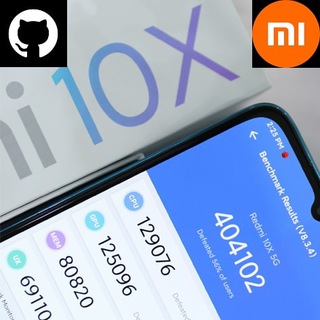 mi
i 10X
2:25 PM
Benchmark Results (V8.3.4)
Redmi 10X 5G
404102
Defeated 56% of users
CPU
129076
GPU
125096
MEM
80820
UX
69110